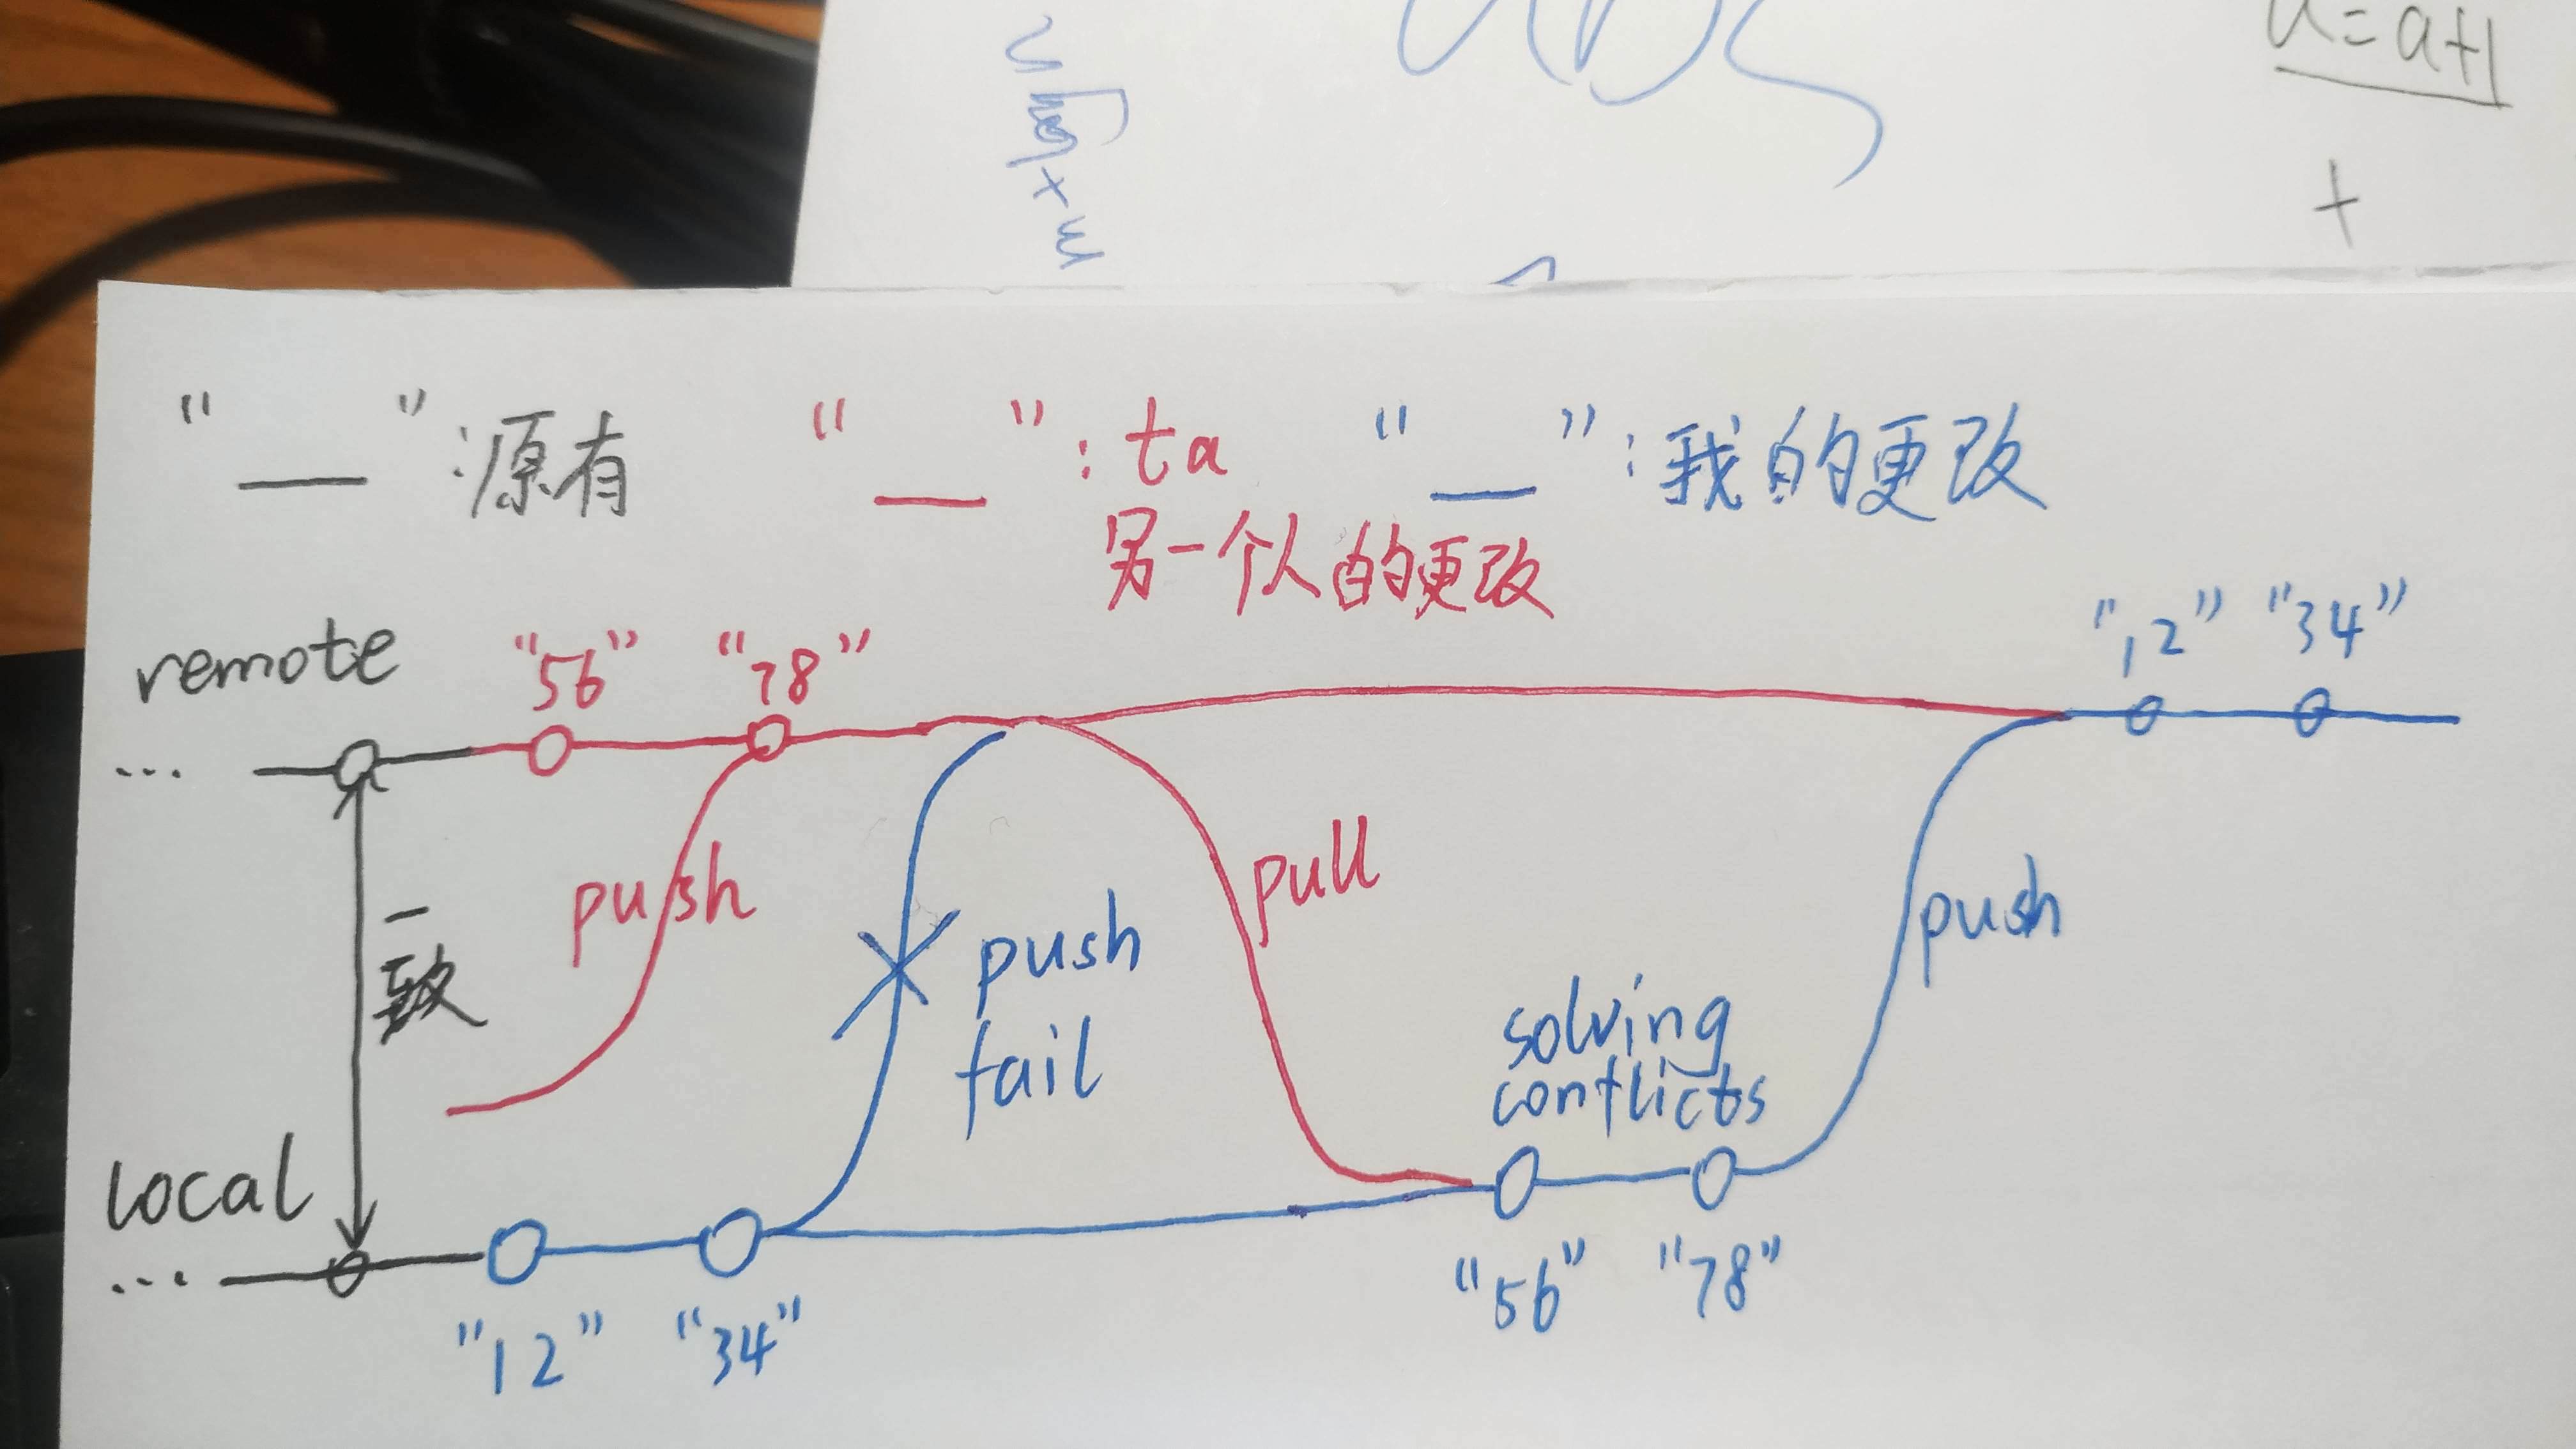 a=a+1
+
“—”:源有 “—”:ta “—”:我的更改
另一个人的更改
remote “56” “78” “12” “34”
...
push
一致
push
fail
pull
solving
conflicts
push
local
...
“12” “34” “56” “78”